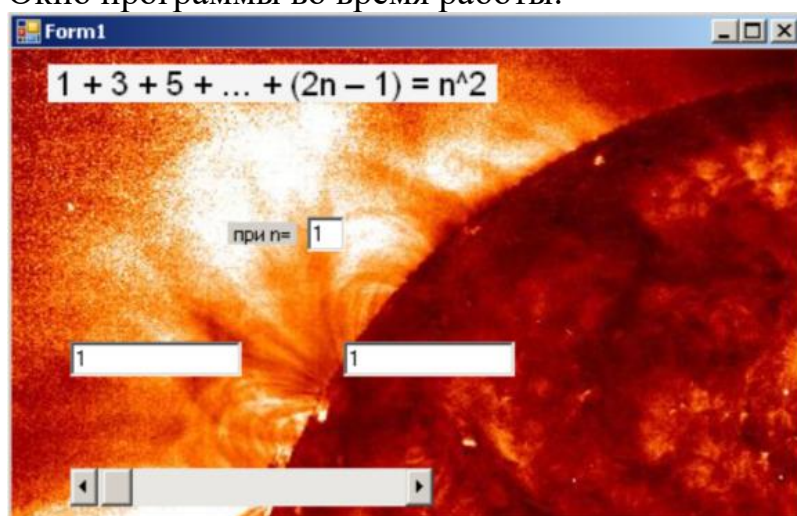 Окно программы во время работы:
Form1
1 + 3 + 5 + ... + (2n – 1) = n^2
при n= 1
1 1